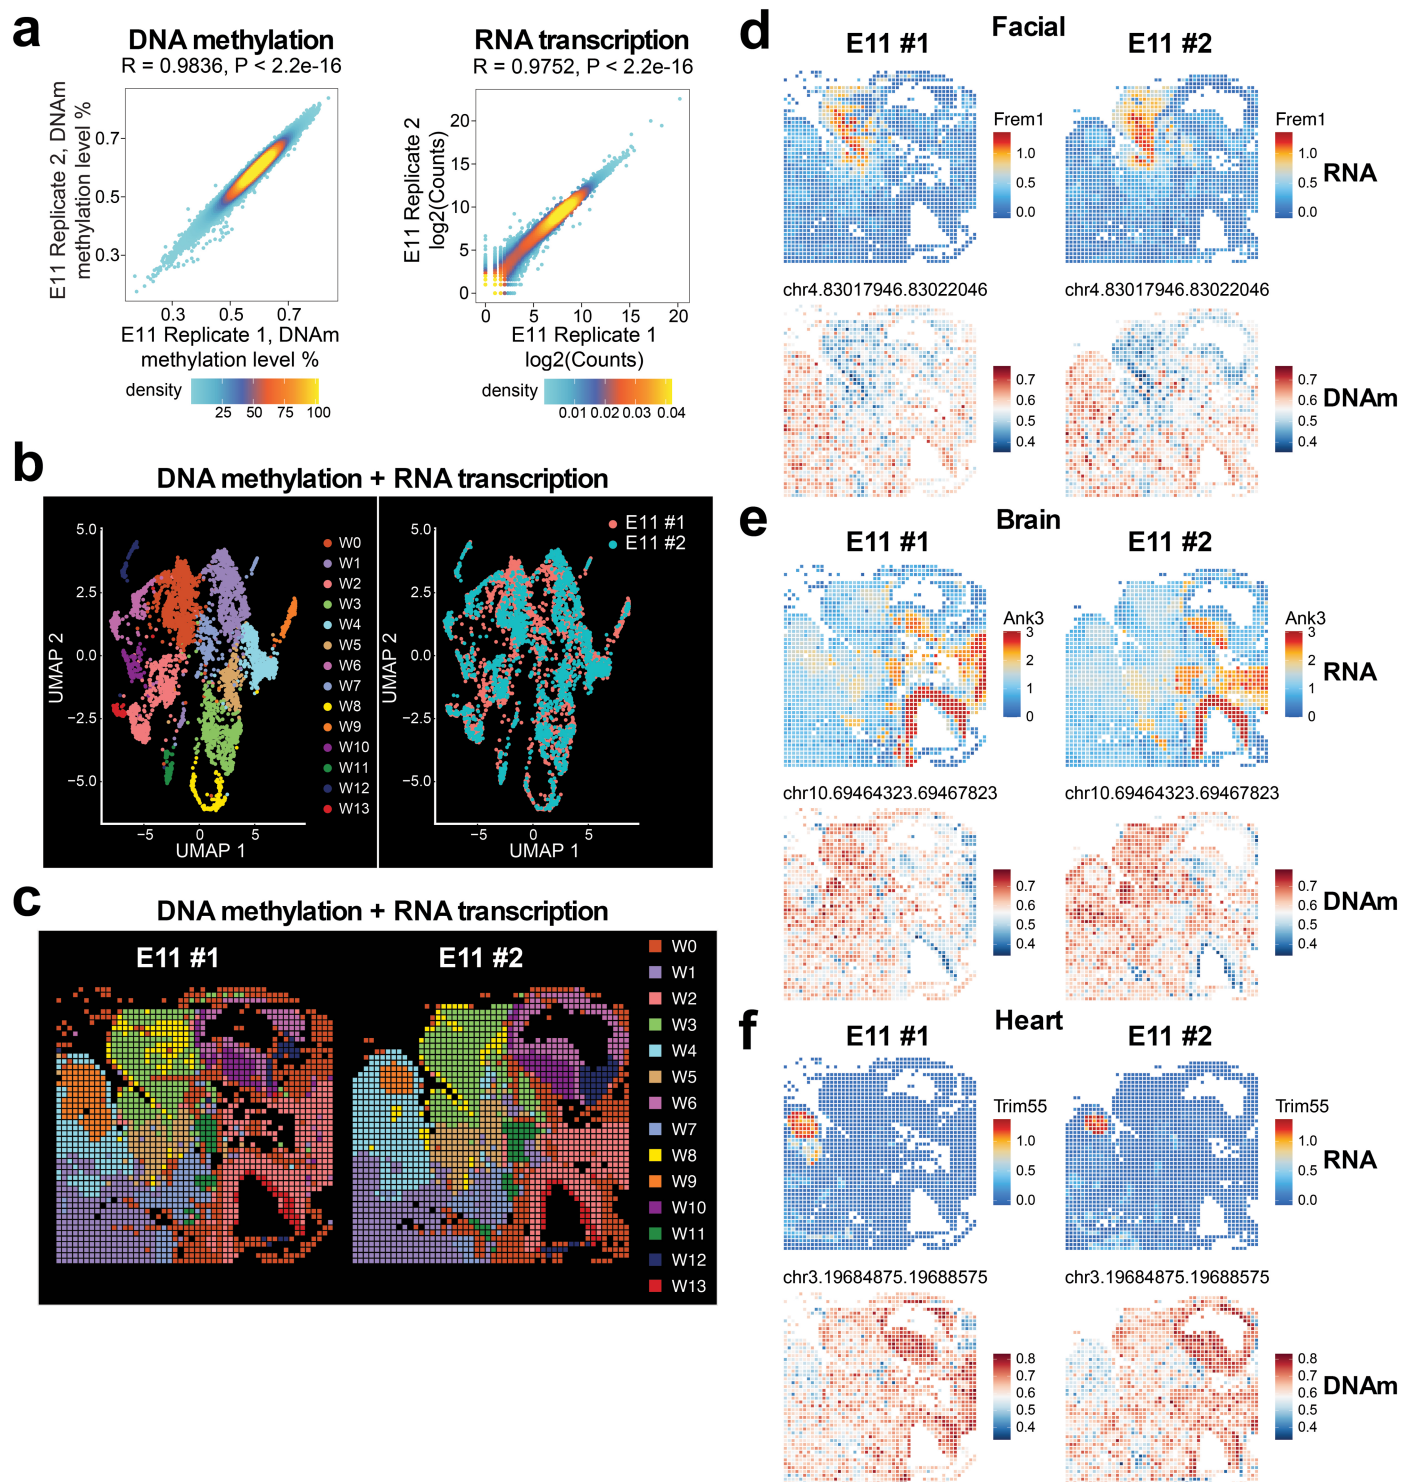 a
DNA methylation
R = 0.9836, P < 2.2e-16
E11 Replicate 2, DNAm
methylation level %
0.7
0.5
0.3
0.3 0.5 0.7
E11 Replicate 1, DNAm
methylation level %
density
25 50 75 100
RNA transcription
R = 0.9752, P < 2.2e-16
E11 Replicate 2
log2(Counts)
20
15
10
5
0
0 5 10 15 20
E11 Replicate 1
log2(Counts)
density
0.01 0.02 0.03 0.04
b
DNA methylation + RNA transcription
UMAP 2
5.0
2.5
0.0
−2.5
−5.0
−5 0 5
UMAP 1
W0
W1
W2
W3
W4
W5
W6
W7
W8
W9
W10
W11
W12
W13
UMAP 2
5.0
2.5
0.0
−2.5
−5.0
−5 0 5
UMAP 1
E11 #1
E11 #2
c
DNA methylation + RNA transcription
E11 #1
E11 #2
W0
W1
W2
W3
W4
W5
W6
W7
W8
W9
W10
W11
W12
W13
d
Facial
E11 #1
E11 #2
Frem1
1.0
0.5
0.0
Frem1
1.0
0.5
0.0
RNA
chr4.83017946.83022046
chr4.83017946.83022046
0.7
0.6
0.5
0.4
0.7
0.6
0.5
0.4
DNAm
e
Brain
E11 #1
E11 #2
Ank3
3
2
1
0
Ank3
3
2
1
0
RNA
chr10.69464323.69467823
chr10.69464323.69467823
0.7
0.6
0.5
0.4
0.7
0.6
0.5
0.4
DNAm
f
Heart
E11 #1
E11 #2
Trim55
1.0
0.5
0.0
Trim55
1.0
0.5
0.0
RNA
chr3.19684875.19688575
chr3.19684875.19688575
0.8
0.7
0.6
0.5
0.4
0.8
0.7
0.6
0.5
0.4
DNAm